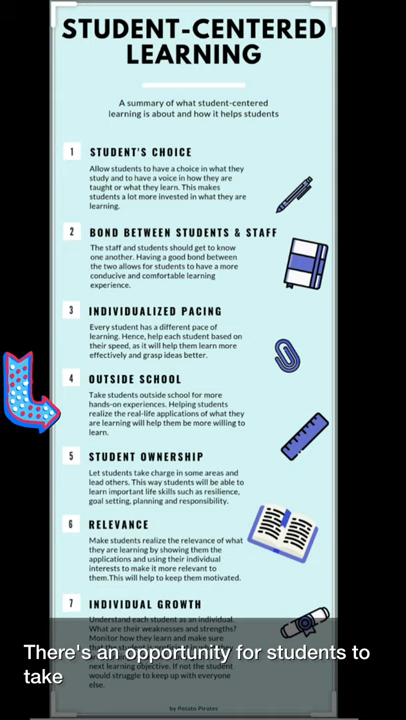 STUDENT-CENTERED
LEARNING
A summary of what student-centered
learning is about and how it helps students
1 STUDENT'S CHOICE
Allow students to have a choice in what they
study and to have a voice in how they are
taught or what they learn. This makes
students a lot more invested in what they are
learning.
2 BOND BETWEEN STUDENTS & STAFF
The staff and students should get to know
one another. Having a good bond between
the two allows for students to have a more
conducive and comfortable learning
experience.
3 INDIVIDUALIZED PACING
Every student has a different pace of
learning. Hence, help each student based on
their speed, as it will help them learn more
effectively and grasp ideas better.
4 OUTSIDE SCHOOL
Take students outside school for more
hands-on experiences. Helping students
realize the real-life applications of what they
are learning will help them be more willing to
learn.
5 STUDENT OWNERSHIP
Let students take charge in some areas and
lead others. This way students will be able to
learn important life skills such as resilience,
goal setting, planning and responsibility.
6 RELEVANCE
Make students realize the relevance of what
they are learning by showing them the
applications and using their individual
interests to make it more relevant to
them.This will help to keep them motivated.
7 INDIVIDUAL GROWTH
Understand each student as an individual.
What are their weaknesses and strengths?
Monitor how they learn and make sure
There's an opportunity for students to
take
next learning objective. If not the student
would struggle to keep up with everyone
else.
by Potato Pirates